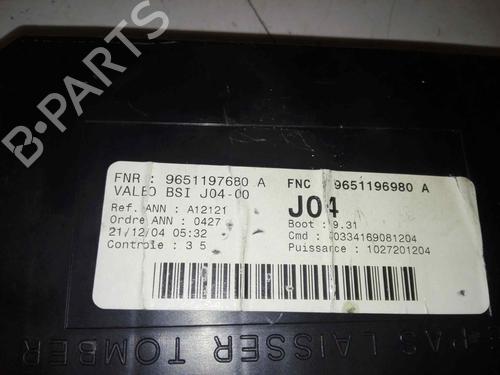 B-PARTS
FNR : 9651197680 A
VALEO BSI J04-00
Ref. ANN : A12121
Ordre ANN : 0427
21/12/04 05:32
Controle : 3 5
FNC 9651196980 A
J04
Boot : 9.31
Cmd : 40334169081204
Puissance : 1027201204
PAS LAISSER TOMBER